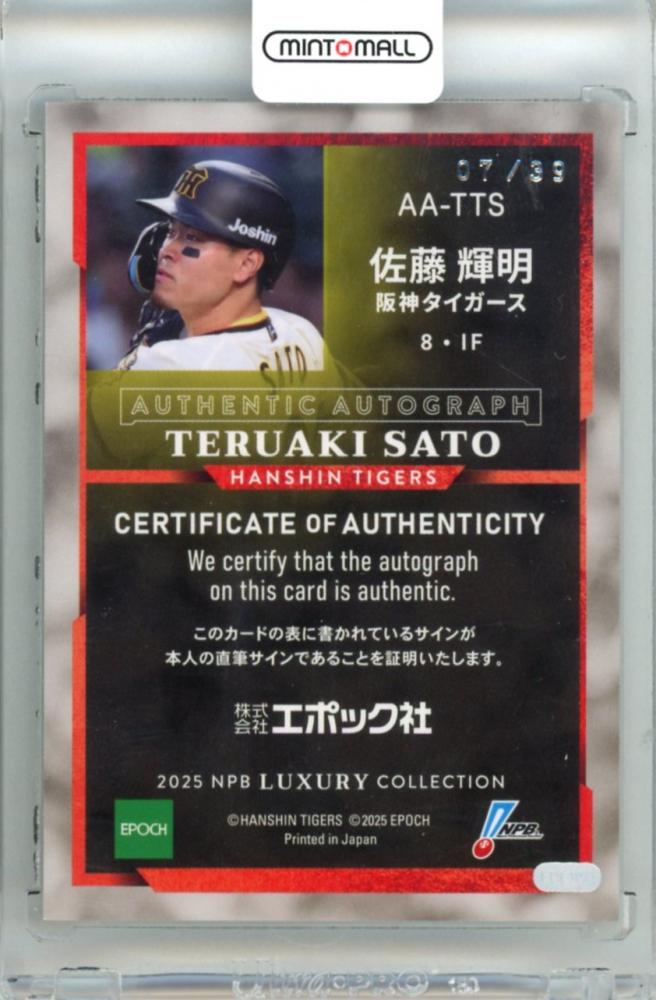 MINTMALL
07/39
AA-TTS
佐藤 輝明
阪神タイガース
8・IF
Joshin
SATO
AUTHENTIC AUTOGRAPH
TERUAKI SATO
HANSHIN TIGERS
CERTIFICATE OF AUTHENTICITY
We certify that the autograph
on this card is authentic.
このカードの表に書かれているサインが
本人の直筆サインであることを証明いたします。
株式会社エポック社
2025 NPB LUXURY COLLECTION
EPOCH
©HANSHIN TIGERS ©2025 EPOCH
Printed in Japan
NPB
Ultra·PRO